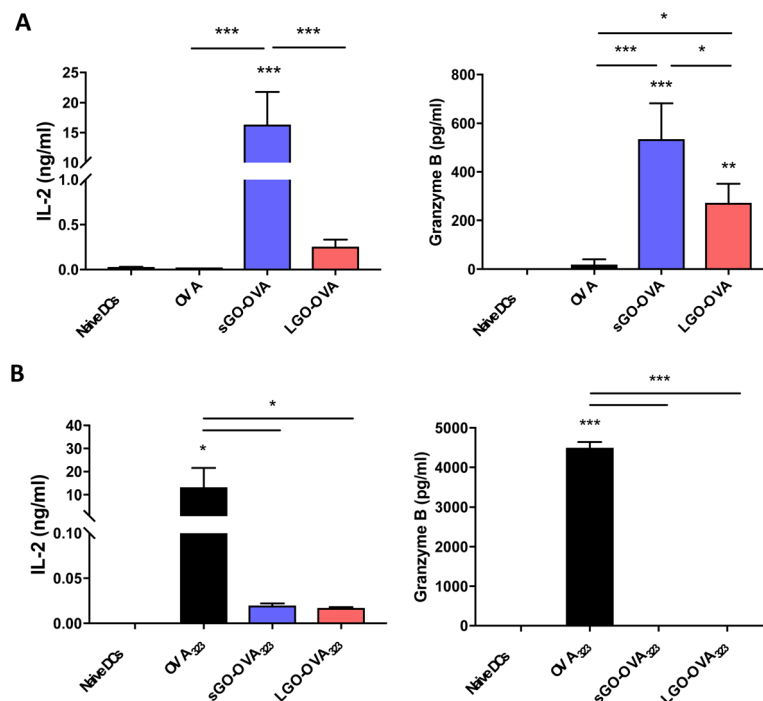 A
***
***
***
IL-2 (ng/ml)
25
20
15
10
1.0
0.5
0.0
Naive DCs
OVA
sGO-OVA
LGO-OVA
*
***
*
***
**
Granzyme B (pg/ml)
800
600
400
200
0
Naive DCs
OVA
sGO-OVA
LGO-OVA
B
*
*
IL-2 (ng/ml)
40
30
20
10
0.10
0.05
0.00
Naive DCs
OVA323
sGO-OVA323
LGO-OVA323
***
***
Granzyme B (pg/ml)
5000
4000
3000
2000
1000
0
Naive DCs
OVA323
sGO-OVA323
LGO-OVA323